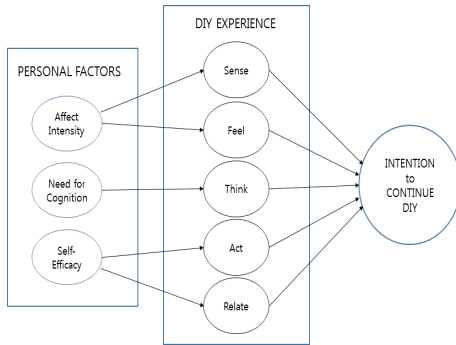 DIY EXPERIENCE
PERSONAL FACTORS
Affect
Intensity
Need for
Cognition
Self-
Efficacy
Sense
Feel
Think
Act
Relate
INTENTION
to
CONTINUE
DIY